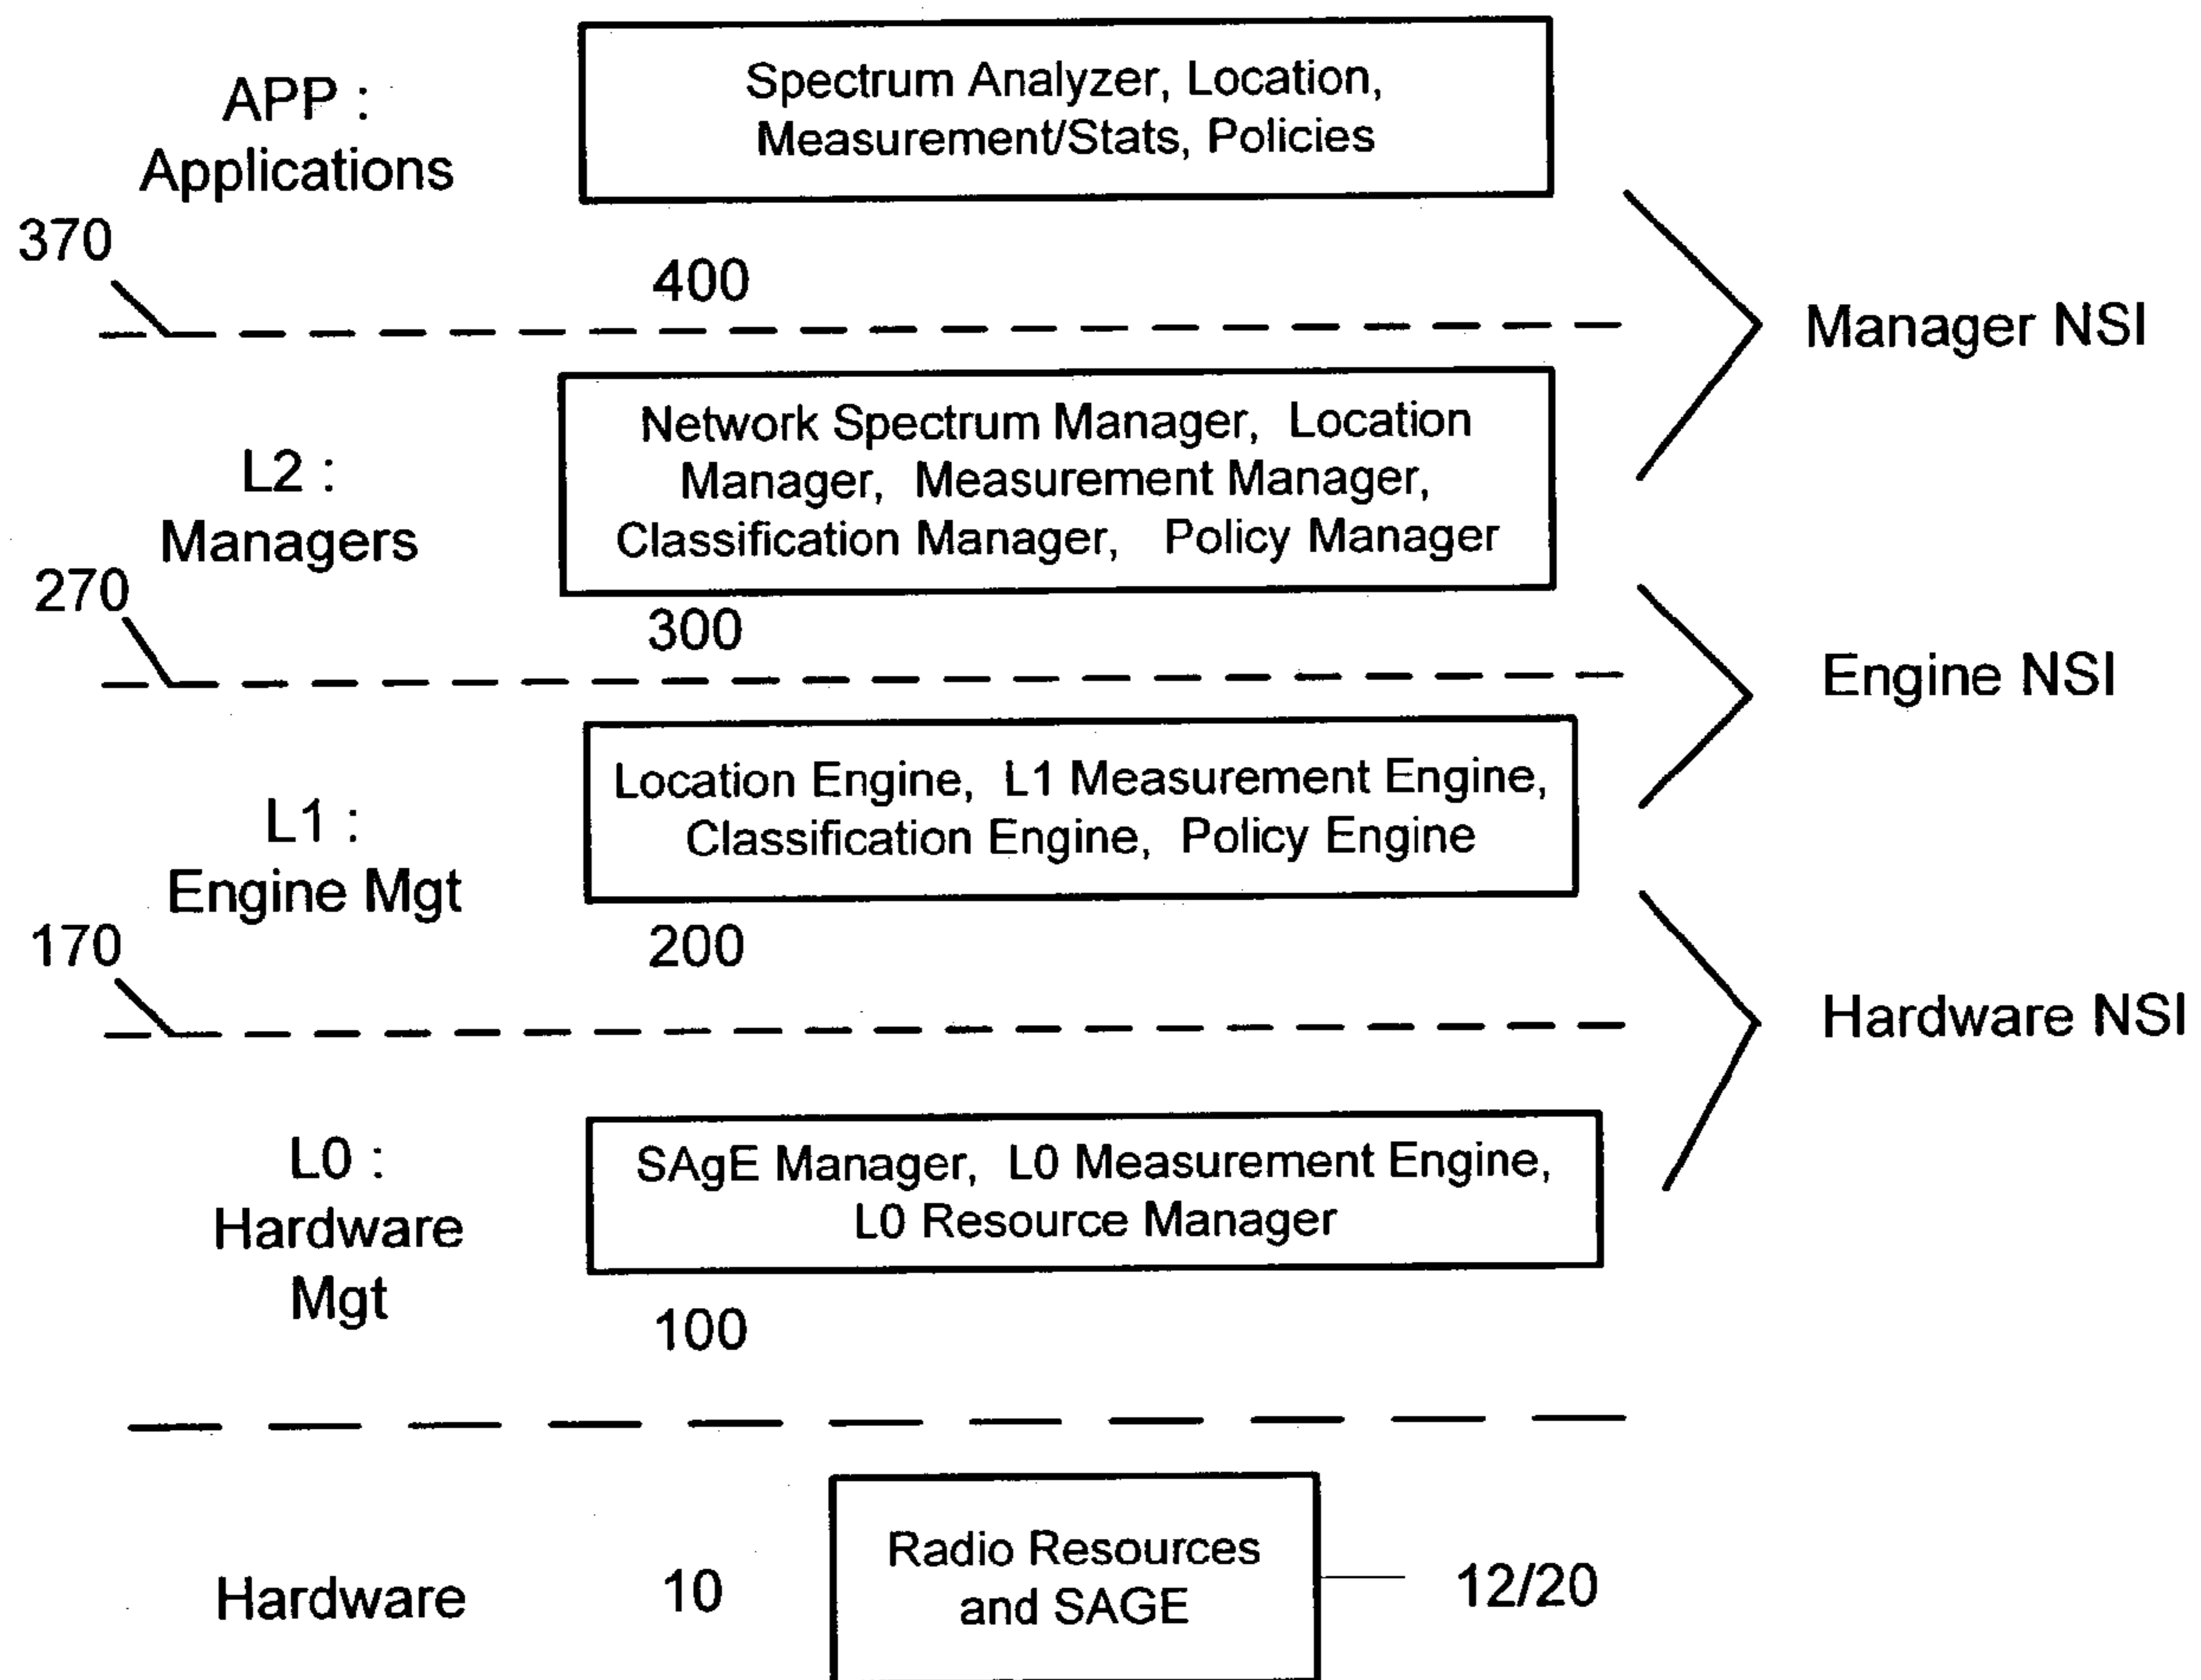 APP :
Applications
Spectrum Analyzer, Location,
Measurement/Stats, Policies
370
400
Manager NSI
L2 :
Managers
Network Spectrum Manager, Location
Manager, Measurement Manager,
Classification Manager, Policy Manager
270
300
Engine NSI
L1 :
Engine Mgt
Location Engine, L1 Measurement Engine,
Classification Engine, Policy Engine
170
200
Hardware NSI
L0 :
Hardware
Mgt
SAgE Manager, L0 Measurement Engine,
L0 Resource Manager
100
Hardware
10
Radio Resources
and SAGE
12/20